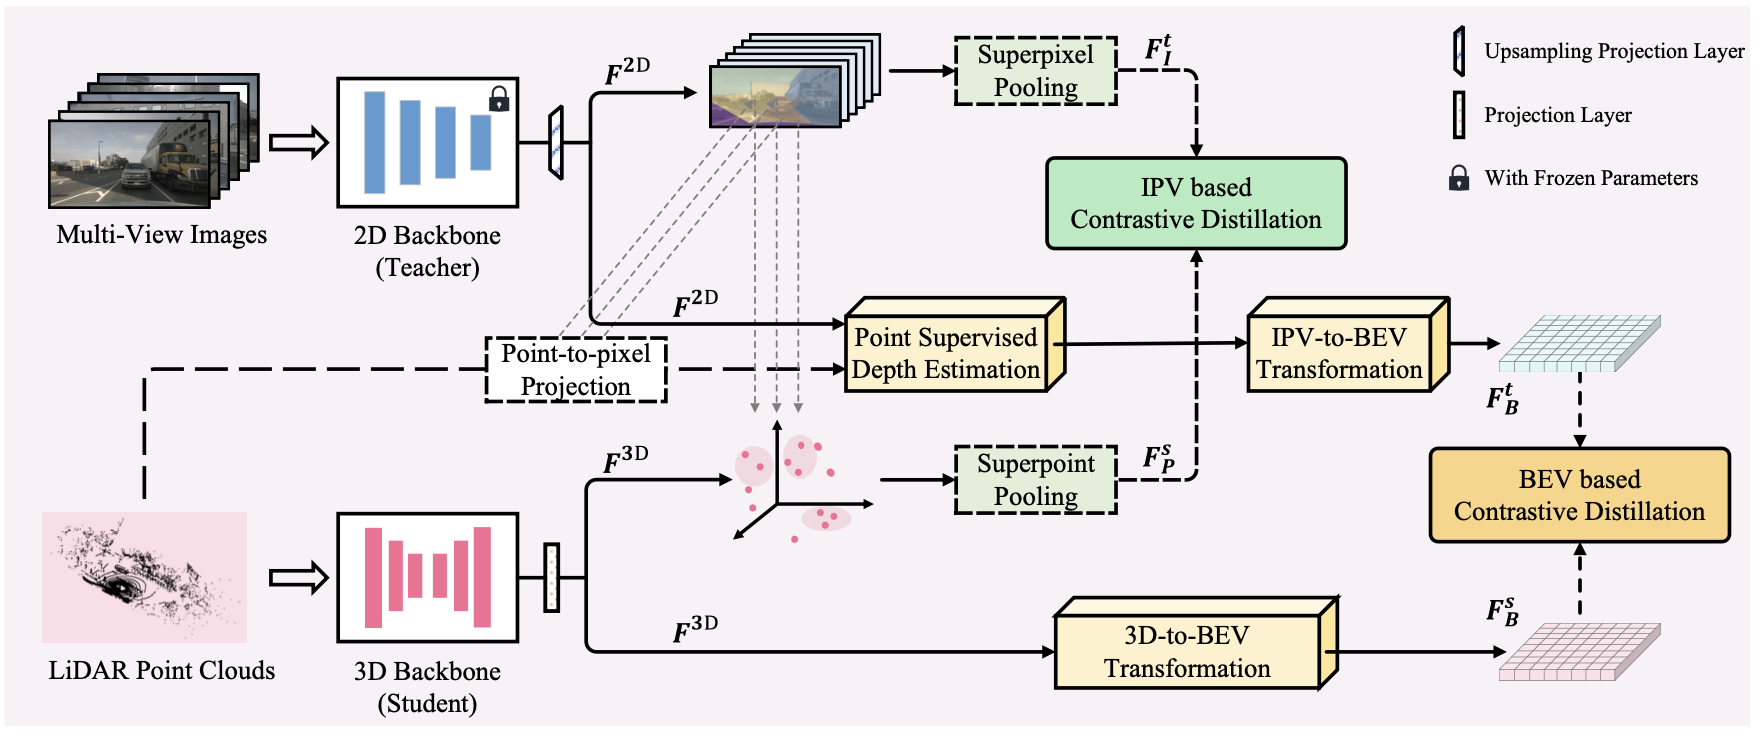 F^2D
Superpixel
Pooling
F_I^t
Upsampling Projection Layer
Projection Layer
With Frozen Parameters
IPV based
Contrastive Distillation
Multi-View Images
2D Backbone
(Teacher)
F^2D
Point Supervised
Depth Estimation
IPV-to-BEV
Transformation
Point-to-pixel
Projection
F_B^t
F^3D
Superpoint
Pooling
F_P^s
BEV based
Contrastive Distillation
LiDAR Point Clouds
3D Backbone
(Student)
F^3D
3D-to-BEV
Transformation
F_B^s